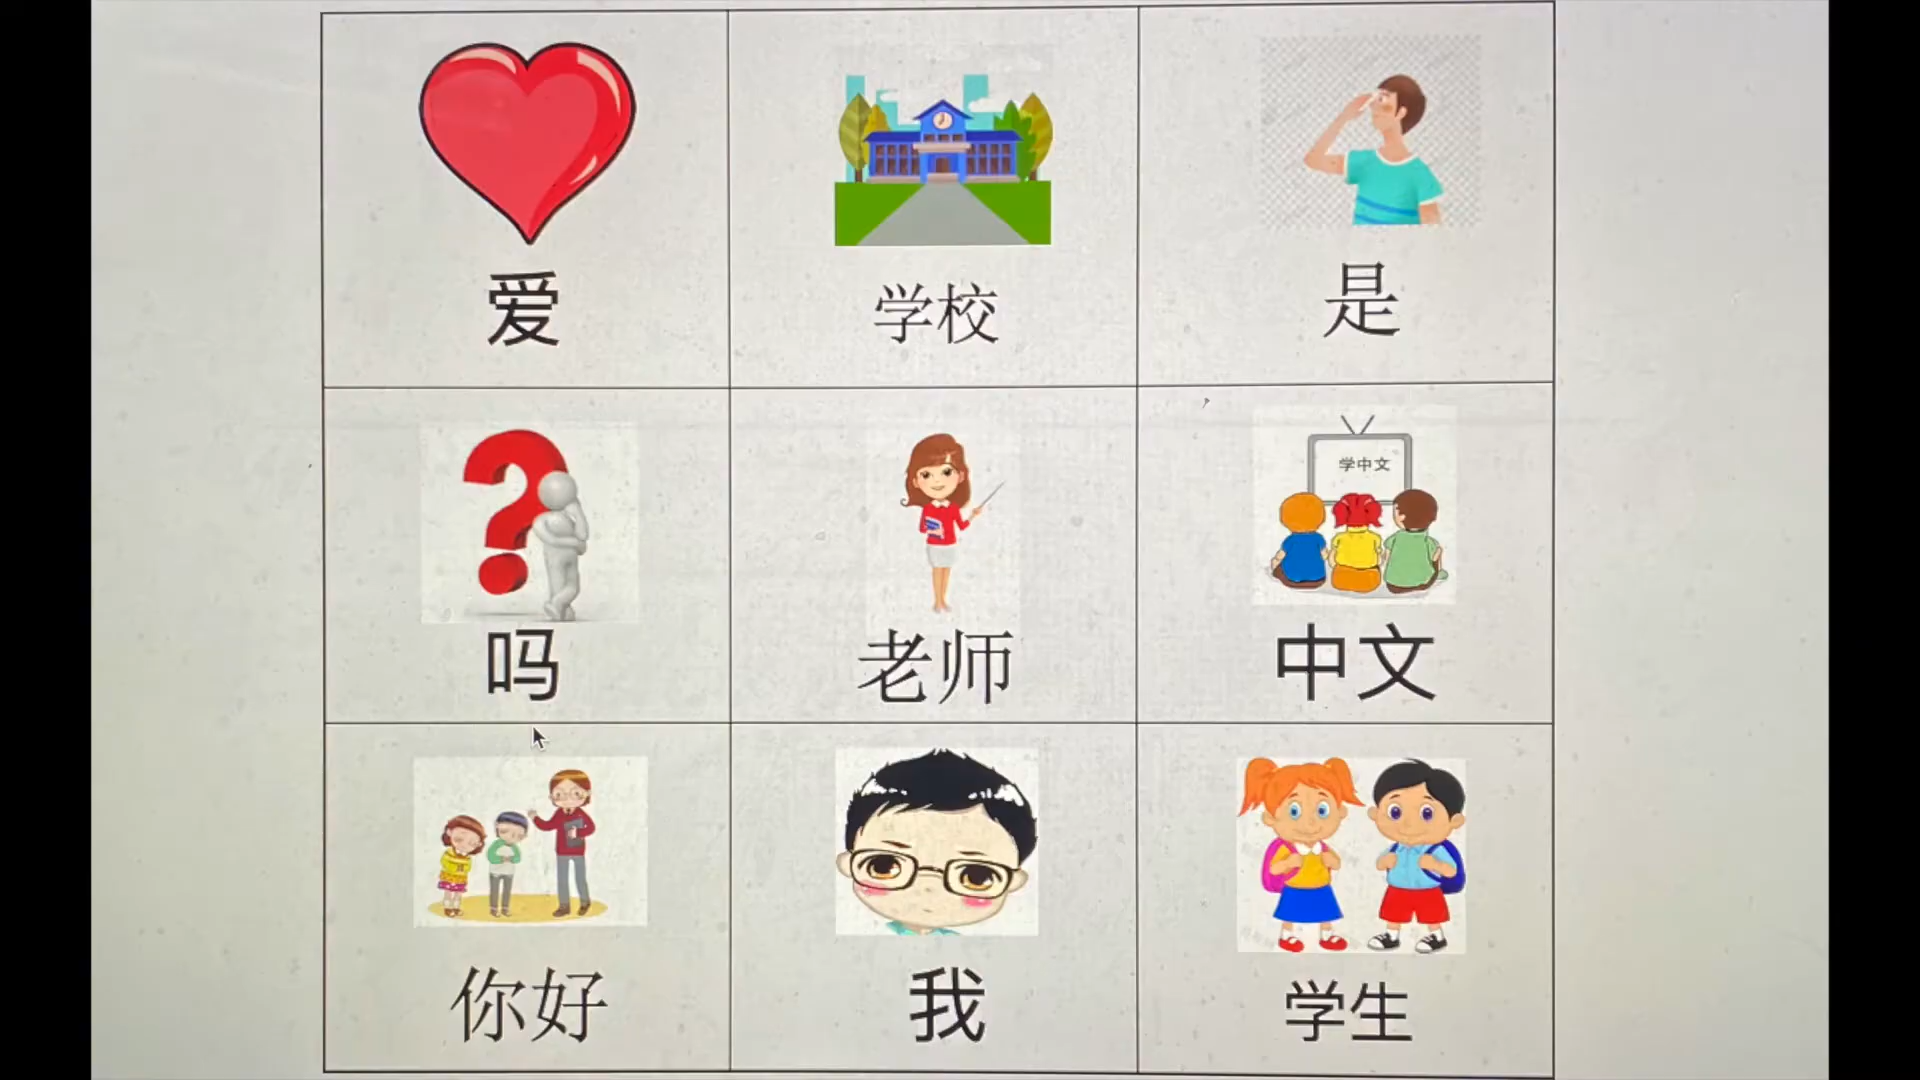 爱
学校
是
吗
老师
学中文
中文
你好
我
学生